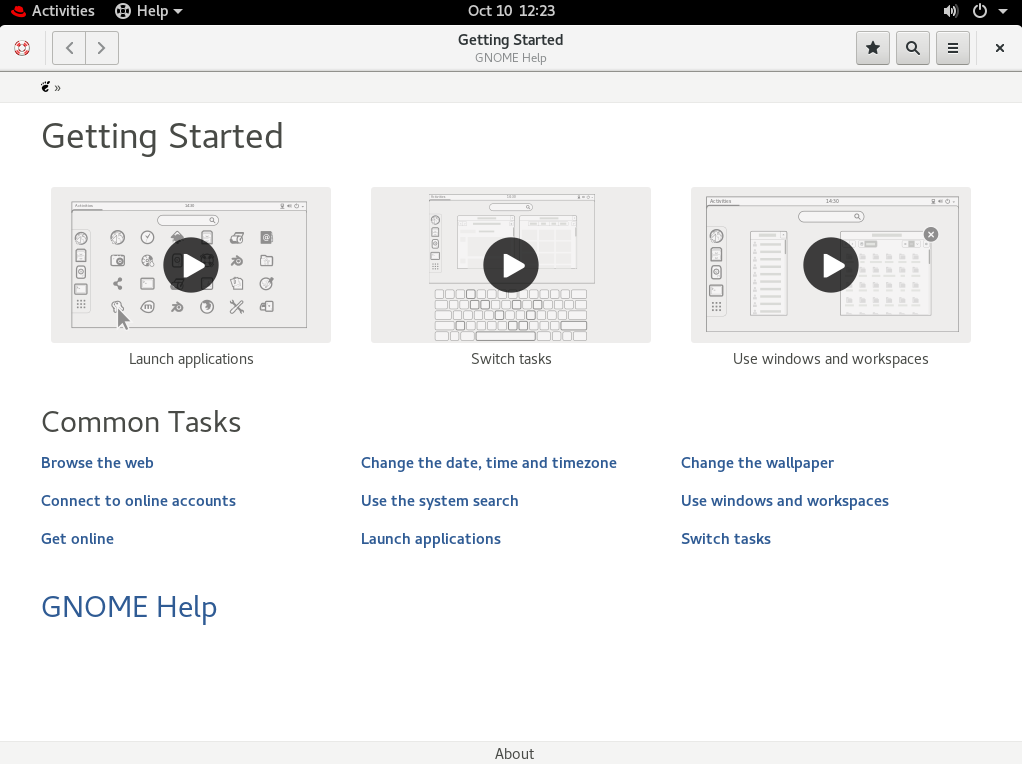 Activities Help Oct 10 12:23
Getting Started
GNOME Help
»
Getting Started
Activities 14:30
Activities 14:30
Activities 14:30
Launch applications Switch tasks Use windows and workspaces
Common Tasks
Browse the web Change the date, time and timezone Change the wallpaper
Connect to online accounts Use the system search Use windows and workspaces
Get online Launch applications Switch tasks
GNOME Help
About